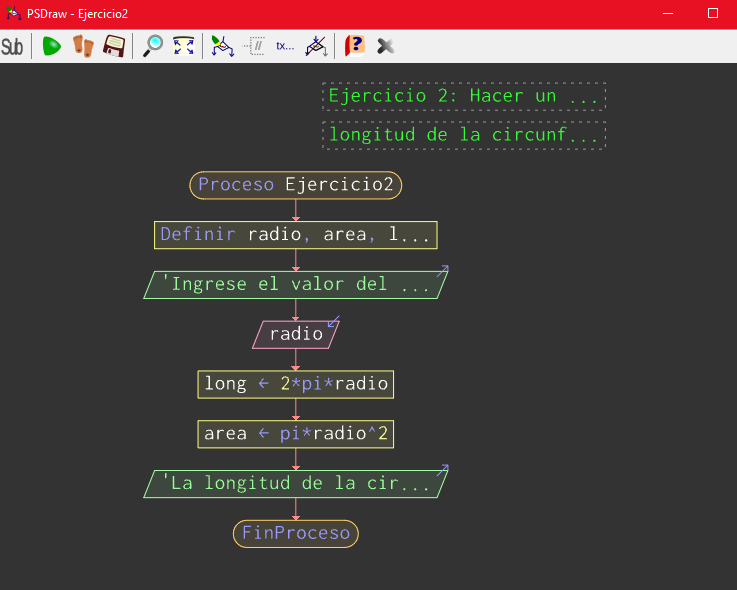 PSDraw - Ejercicio2
Sub
tx...
Ejercicio 2: Hacer un ...
longitud de la circunf...
Proceso Ejercicio2
Definir radio, area, l...
'Ingrese el valor del ...
radio
long ← 2*pi*radio
area ← pi*radio^2
'La longitud de la cir...
FinProceso